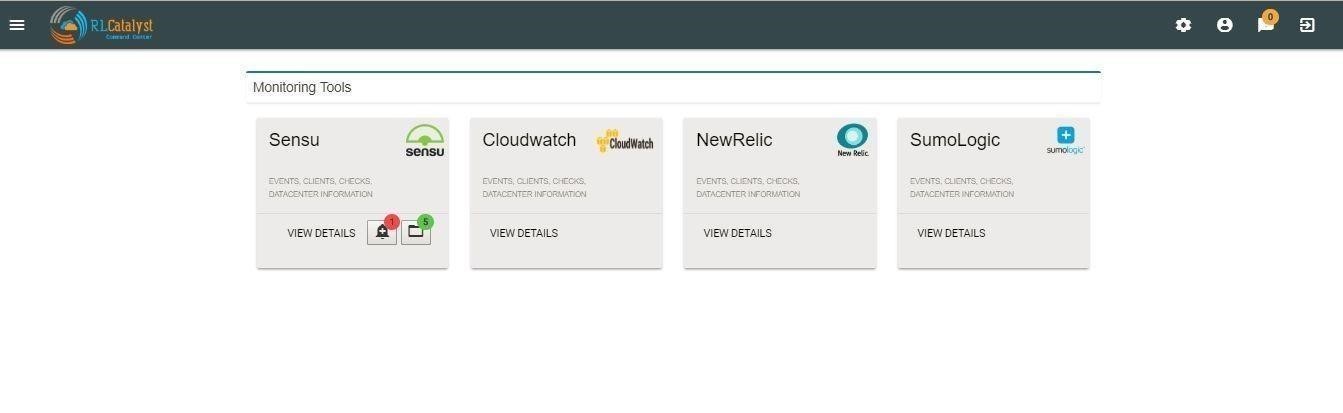 RLCatalyst
Command Center
0
Monitoring Tools
Sensu
sensu
EVENTS, CLIENTS, CHECKS,
DATACENTER INFORMATION
VIEW DETAILS
1
5
Cloudwatch
CloudWatch
EVENTS, CLIENTS, CHECKS,
DATACENTER INFORMATION
VIEW DETAILS
NewRelic
New Relic.
EVENTS, CLIENTS, CHECKS,
DATACENTER INFORMATION
VIEW DETAILS
SumoLogic
sumologic
EVENTS, CLIENTS, CHECKS,
DATACENTER INFORMATION
VIEW DETAILS